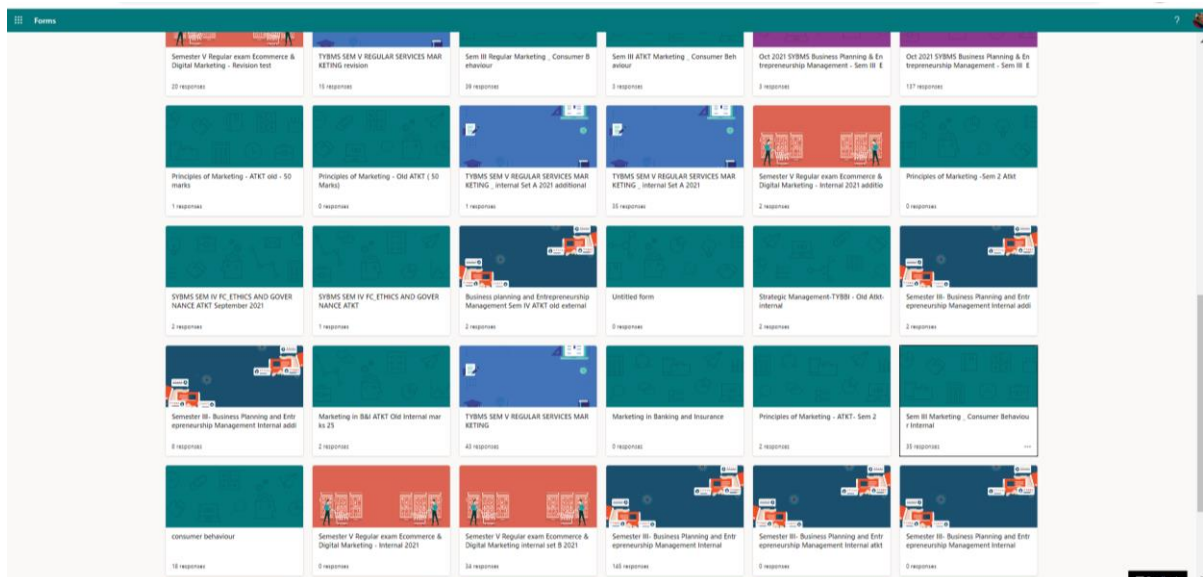 Forms
?
Semester V Regular exam Ecommerce &
Digital Marketing - Revision test
20 responses
TYBMS SEM V REGULAR SERVICES MAR
KETING revision
Sem III Regular Marketing _ Consumer B
ehaviour
39 responses
Sem III ATKT Marketing _ Consumer Beh
aviour
3 responses
Oct 2021 SYBMS Business Planning & En
trepreneurship Management - Sem III E
3 responses
Oct 2021 SYBMS Business Planning & En
trepreneurship Management - Sem III E
137 responses
Principles of Marketing - ATKT old - 50
marks
1 responses
Principles of Marketing - Old ATKT ( 50
Marks)
0 responses
TYBMS SEM V REGULAR SERVICES MAR
KETING _ internal Set A 2021 additional
1 responses
TYBMS SEM V REGULAR SERVICES MAR
KETING _ internal Set A 2021
35 responses
Semester V Regular exam Ecommerce &
Digital Marketing - Internal 2021 additio
2 responses
Principles of Marketing -Sem 2 Atkt
0 responses
SYBMS SEM IV FC_ETHICS AND GOVER
NANCE ATKT September 2021
2 responses
SYBMS SEM IV FC_ETHICS AND GOVER
NANCE ATKT
1 responses
Business planning and Entrepreneurship
Management Sem IV ATKT old external
2 responses
Untitled form
0 responses
Strategic Management-TYBBI - Old Atkt-
internal
2 responses
Semester III- Business Planning and Entr
epreneurship Management Internal addi
2 responses
Semester III- Business Planning and Entr
epreneurship Management Internal addi
8 responses
Marketing in B&I ATKT Old Internal mar
ks 25
2 responses
TYBMS SEM V REGULAR SERVICES MAR
KETING
40 responses
Marketing in Banking and Insurance
0 responses
Principles of Marketing - ATKT- Sem 2
2 responses
Sem III Marketing _ Consumer Behaviou
r Internal
35 responses
...
consumer behaviour
18 responses
Semester V Regular exam Ecommerce &
Digital Marketing - Internal 2021
0 responses
Semester V Regular exam Ecommerce &
Digital Marketing internal set B 2021
34 responses
Semester III- Business Planning and Entr
epreneurship Management Internal
140 responses
Semester III- Business Planning and Entr
epreneurship Management Internal atkt
0 responses
Semester III- Business Planning and Entr
epreneurship Management Internal
0 responses